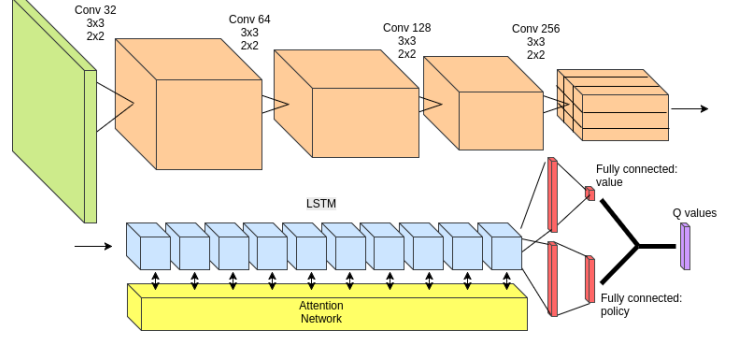 Conv 32
3x3
2x2
Conv 64
3x3
2x2
Conv 128
3x3
2x2
Conv 256
3x3
2x2
LSTM
Fully connected:
value
Q values
Attention
Network
Fully connected:
policy